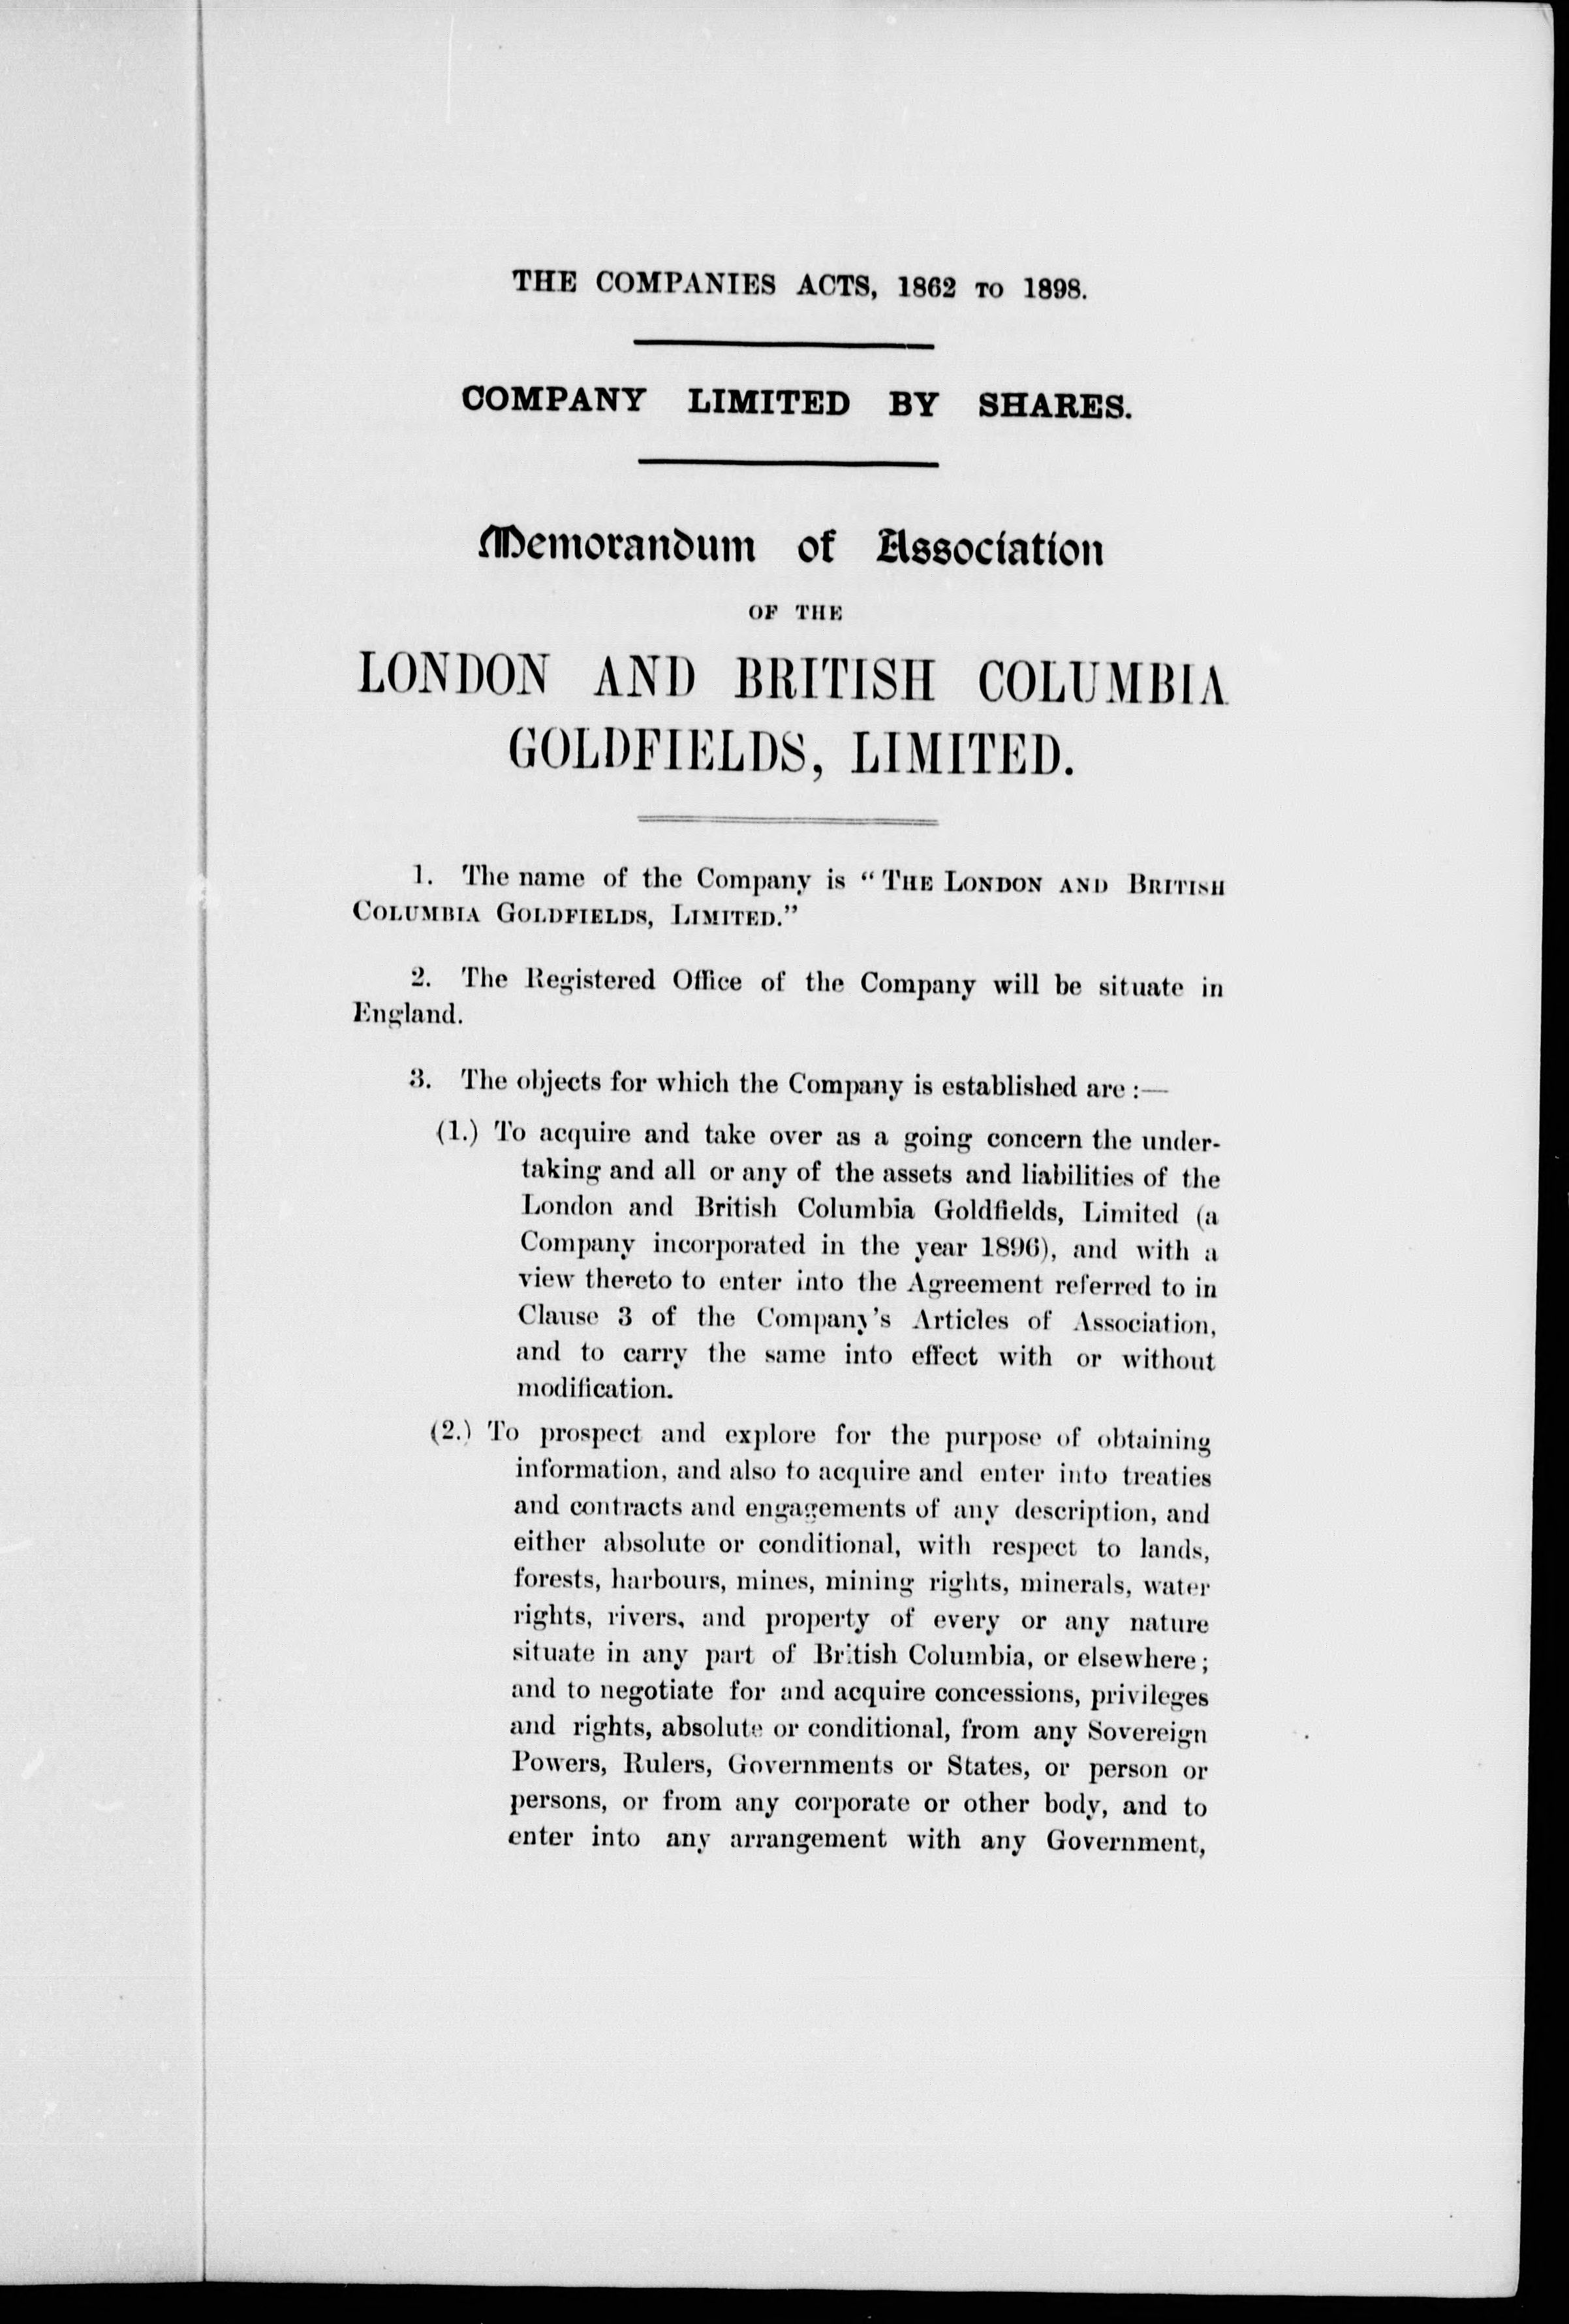 THE COMPANIES ACTS, 1862 TO 1898.
COMPANY LIMITED BY SHARES.
Memorandum of Association
OF THE
LONDON AND BRITISH COLUMBIA
GOLDFIELDS, LIMITED.
1. The name of the Company is “THE LONDON AND BRITISH
COLUMBIA GOLDFIELDS, LIMITED.”
2. The Registered Office of the Company will be situate in
England.
3. The objects for which the Company is established are :—
(1.) To acquire and take over as a going concern the under-
taking and all or any of the assets and liabilities of the
London and British Columbia Goldfields, Limited (a
Company incorporated in the year 1896), and with a
view thereto to enter into the Agreement referred to in
Clause 3 of the Company's Articles of Association,
and to carry the same into effect with or without
modification.
(2.) To prospect and explore for the purpose of obtaining
information, and also to acquire and enter into treaties
and contracts and engagements of any description, and
either absolute or conditional, with respect to lands,
forests, harbours, mines, mining rights, minerals, water
rights, rivers, and property of every or any nature
situate in any part of British Columbia, or elsewhere;
and to negotiate for and acquire concessions, privileges
and rights, absolute or conditional, from any Sovereign
Powers, Rulers, Governments or States, or person or
persons, or from any corporate or other body, and to
enter into any arrangement with any Government,